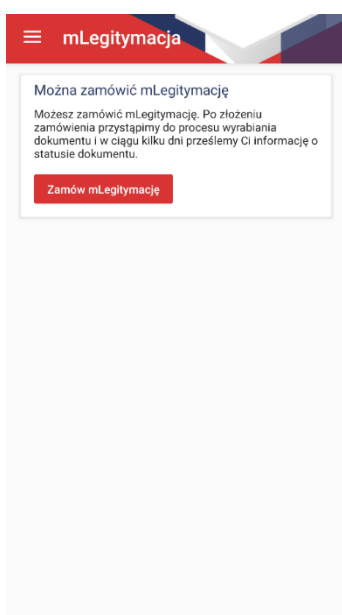 mLegitymacja
Można zamówić mLegitymację
Możesz zamówić mLegitymację. Po złożeniu
zamówienia przystąpimy do procesu wyrabiania
dokumentu i w ciągu kilku dni prześlemy Ci informację o
statusie dokumentu.
Zamów mLegitymację